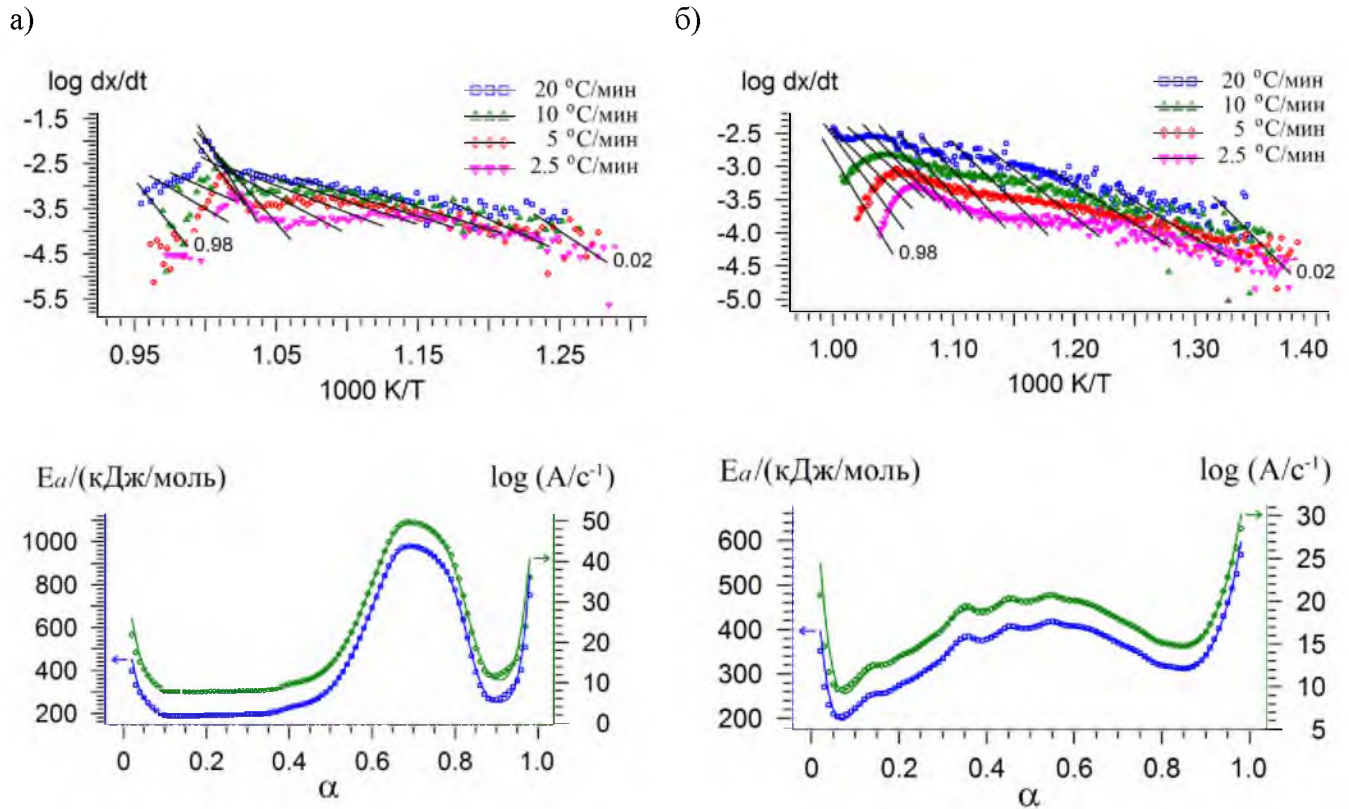 а)
log dx/dt
20 °С/мин
10 °С/мин
5 °С/мин
2.5 °С/мин
-1.5
-2.5
-3.5
-4.5
-5.5
0.98
0.02
0.95 1.05 1.15 1.25
1000 K/T
б)
log dx/dt
20 °С/мин
10 °С/мин
5 °С/мин
2.5 °С/мин
-2.5
-3.0
-3.5
-4.0
-4.5
-5.0
0.98
0.02
1.00 1.10 1.20 1.30 1.40
1000 K/T
Ea/(кДж/моль)
log (A/c⁻¹)
1000
800
600
400
200
50
40
30
20
10
0
0 0.2 0.4 0.6 0.8 1.0
α
Ea/(кДж/моль)
log (A/c⁻¹)
600
500
400
300
200
30
25
20
15
10
5
0 0.2 0.4 0.6 0.8 1.0
α